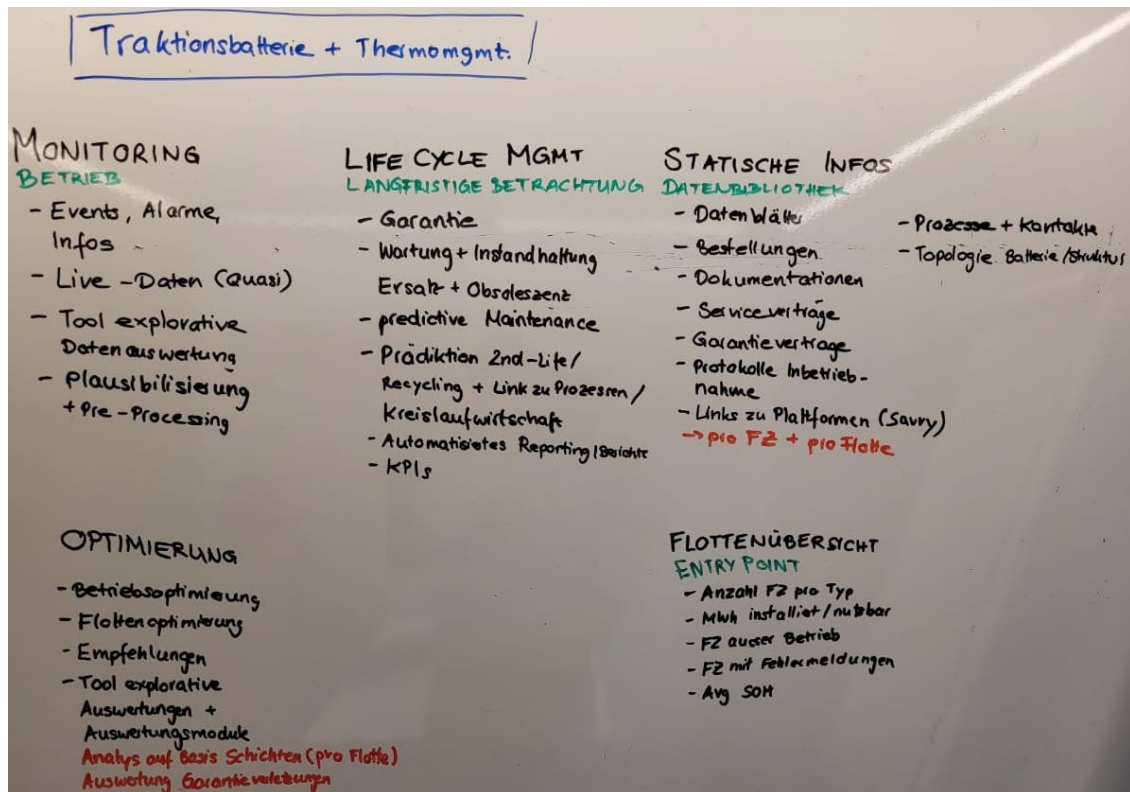 Traktionsbatterie + Thermomgmt.
MONITORING
BETRIEB
- Events, Alarme,
Infos
- Live-Daten (Quasi)
- Tool explorative
Datenauswertung
- Plausibilisierung
+ Pre-Processing
LIFE CYCLE MGMT
LANGFRISTIGE BETRACHTUNG
- Garantie
- Wartung + Instandhaltung
Ersatz + Obsoleszenz
- predictive Maintenance
- Prädiktion 2nd-Life/
Recycling + Link zu Prozessen/
Kreislaufwirtschaft
- Automatisietes Reporting/Berichte
- KPIs
STATISCHE INFOS
DATENBIBLIOTHEK
- Datenblätter
- Bestellungen
- Dokumentationen
- Serviceverträge
- Garantieverträge
- Protokolle Inbetrieb-
nahme
- Links zu Plattformen (Savry)
-> pro FZ + pro Flotte
- Prozesse + Kontakte
- Topologie Batterie/Struktur
OPTIMIERUNG
- Betriebsoptimierung
- Flottenoptimierung
- Empfehlungen
- Tool explorative
Auswertungen +
Auswertungsmodule
Analys auf Basis Schichten (pro Flotte)
Auswertung Garantieverletzungen
FLOTTENÜBERSICHT
ENTRY POINT
- Anzahl FZ pro Typ
- Mwh installiert/nutzbar
- FZ ausser Betrieb
- FZ mit Fehlermeldungen
- Avg SOH